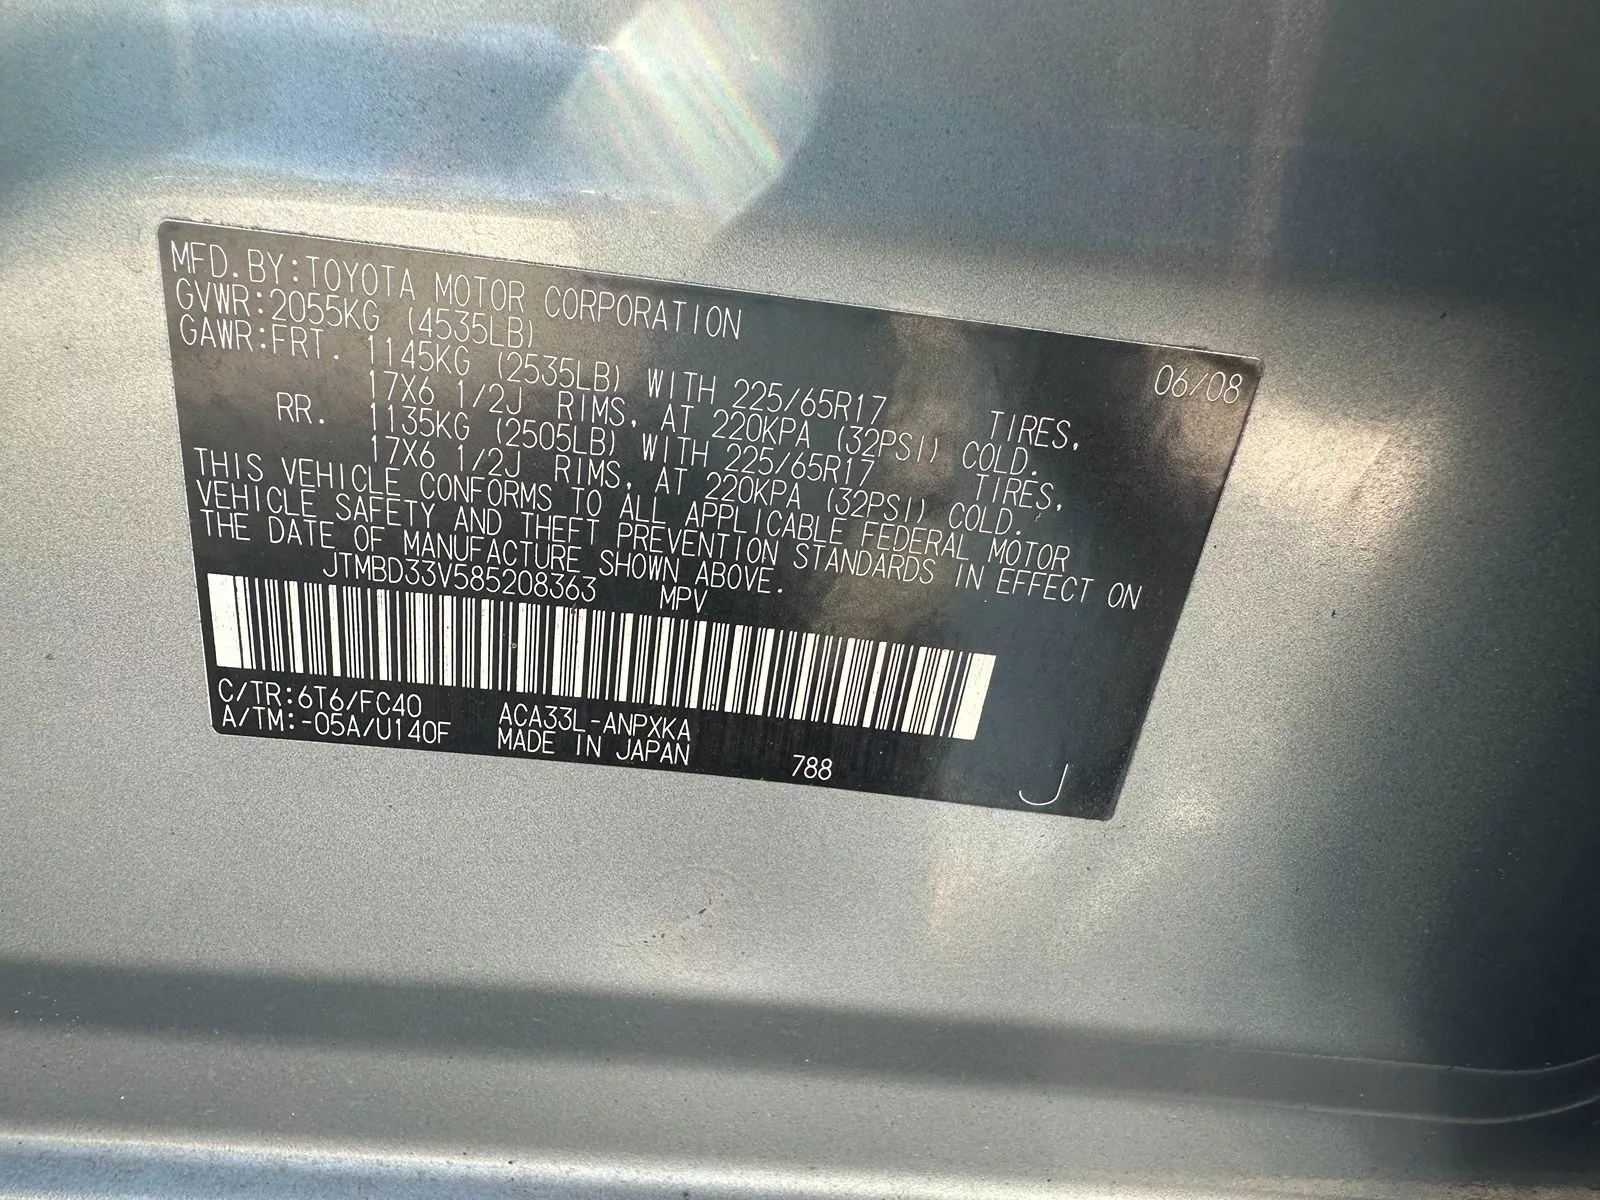 MFD. BY:TOYOTA MOTOR CORPORATION 06/08
GVWR:2055KG (4535LB)
GAWR:FRT. 1145KG (2535LB) WITH 225/65R17 TIRES,
17X6 1/2J RIMS, AT 220KPA (32PSI) COLD.
RR. 1135KG (2505LB) WITH 225/65R17 TIRES,
17X6 1/2J RIMS, AT 220KPA (32PSI) COLD.
THIS VEHICLE CONFORMS TO ALL APPLICABLE FEDERAL MOTOR
VEHICLE SAFETY AND THEFT PREVENTION STANDARDS IN EFFECT ON
THE DATE OF MANUFACTURE SHOWN ABOVE.
JTMBD33V585208363 MPV
C/TR:6T6/FC40 ACA33L-ANPXKA
A/TM:-05A/U140F MADE IN JAPAN 788 J